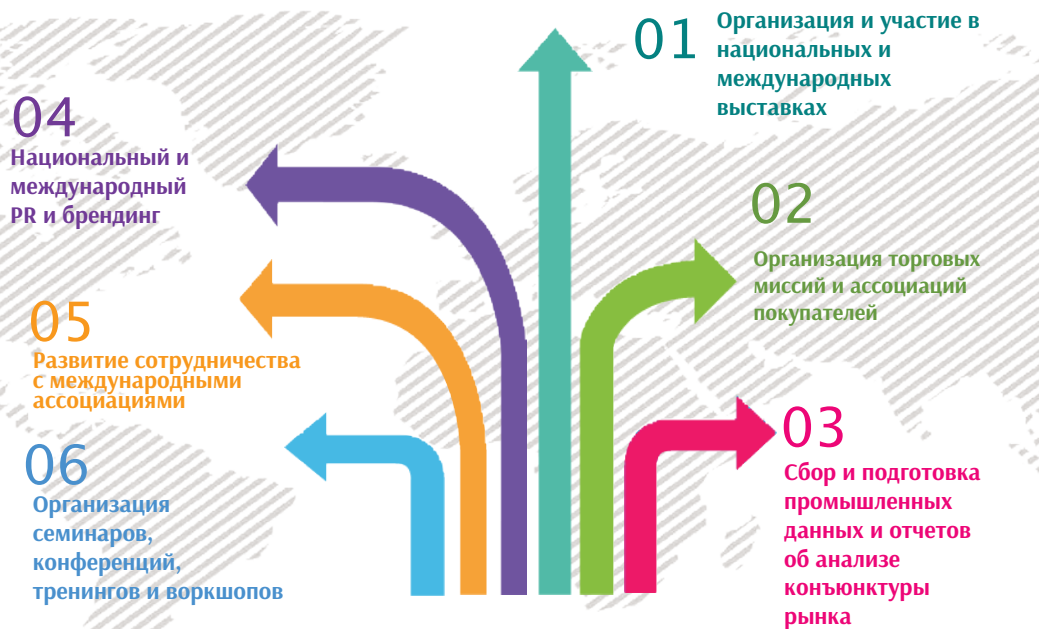 01
Организация и участие в
национальных и
международных
выставках
02
Организация торговых
миссий и ассоциаций
покупателей
03
Сбор и подготовка
промышленных
данных и отчетов
об анализе
конъюнктуры
рынка
04
Национальный и
международный
PR и брендинг
05
Развитие сотрудничества
с международными
ассоциациями
06
Организация
семинаров,
конференций,
тренингов и воркшопов